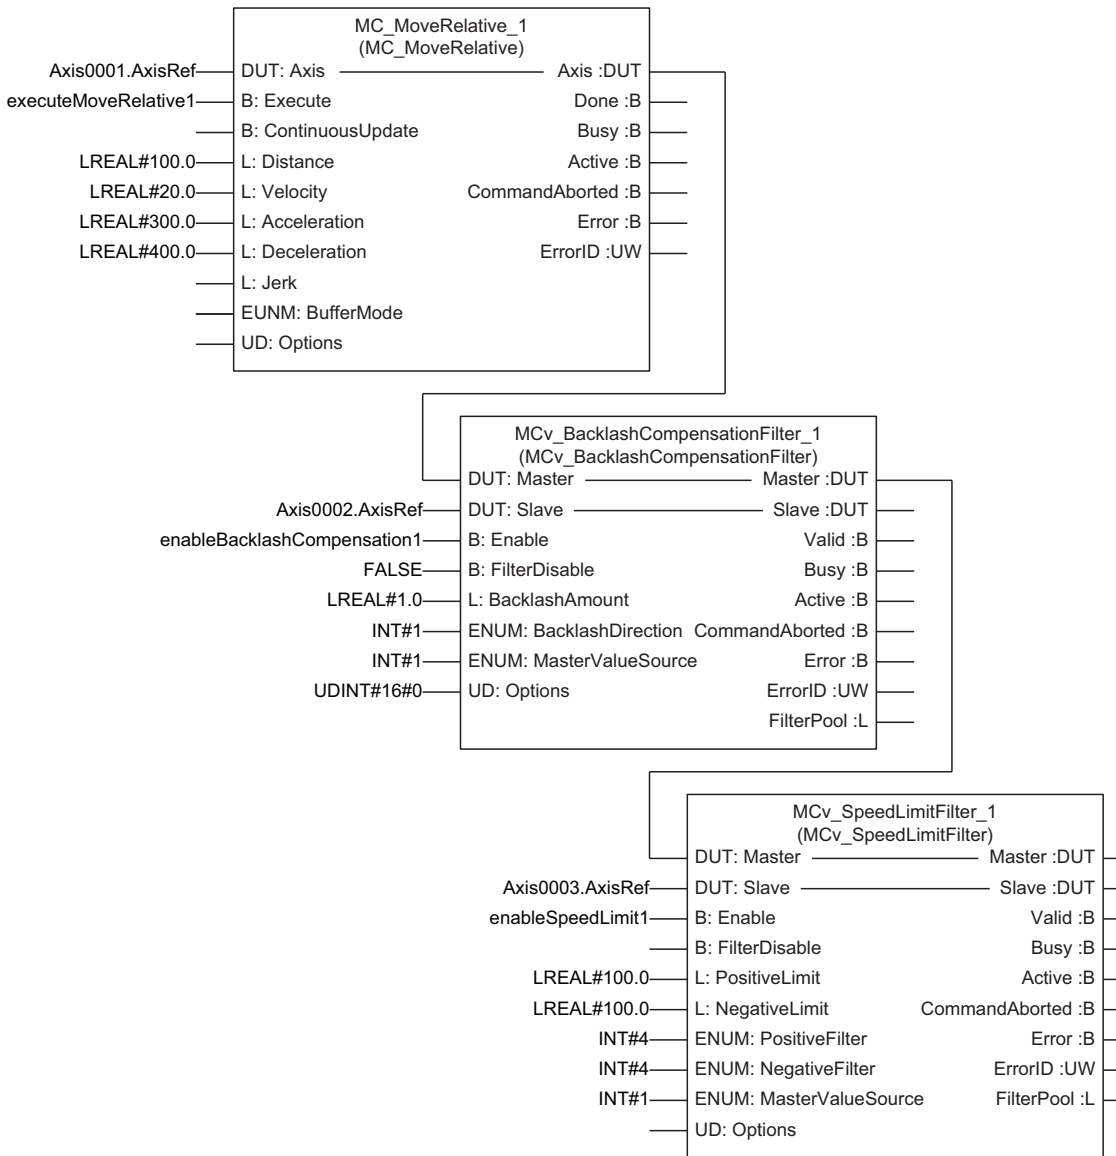 MC_MoveRelative_1
(MC_MoveRelative)
Axis0001.AxisRef DUT: Axis Axis :DUT
executeMoveRelative1 B: Execute Done :B
B: ContinuousUpdate Busy :B
LREAL#100.0 L: Distance Active :B
LREAL#20.0 L: Velocity CommandAborted :B
LREAL#300.0 L: Acceleration Error :B
LREAL#400.0 L: Deceleration ErrorID :UW
L: Jerk
EUNM: BufferMode
UD: Options
MCv_BacklashCompensationFilter_1
(MCv_BacklashCompensationFilter)
DUT: Master Master :DUT
Axis0002.AxisRef DUT: Slave Slave :DUT
enableBacklashCompensation1 B: Enable Valid :B
FALSE B: FilterDisable Busy :B
LREAL#1.0 L: BacklashAmount Active :B
INT#1 ENUM: BacklashDirection CommandAborted :B
INT#1 ENUM: MasterValueSource Error :B
UDINT#16#0 UD: Options ErrorID :UW
FilterPool :L
MCv_SpeedLimitFilter_1
(MCv_SpeedLimitFilter)
DUT: Master Master :DUT
Axis0003.AxisRef DUT: Slave Slave :DUT
enableSpeedLimit1 B: Enable Valid :B
B: FilterDisable Busy :B
LREAL#100.0 L: PositiveLimit Active :B
LREAL#100.0 L: NegativeLimit CommandAborted :B
INT#4 ENUM: PositiveFilter Error :B
INT#4 ENUM: NegativeFilter ErrorID :UW
INT#1 ENUM: MasterValueSource FilterPool :L
UD: Options